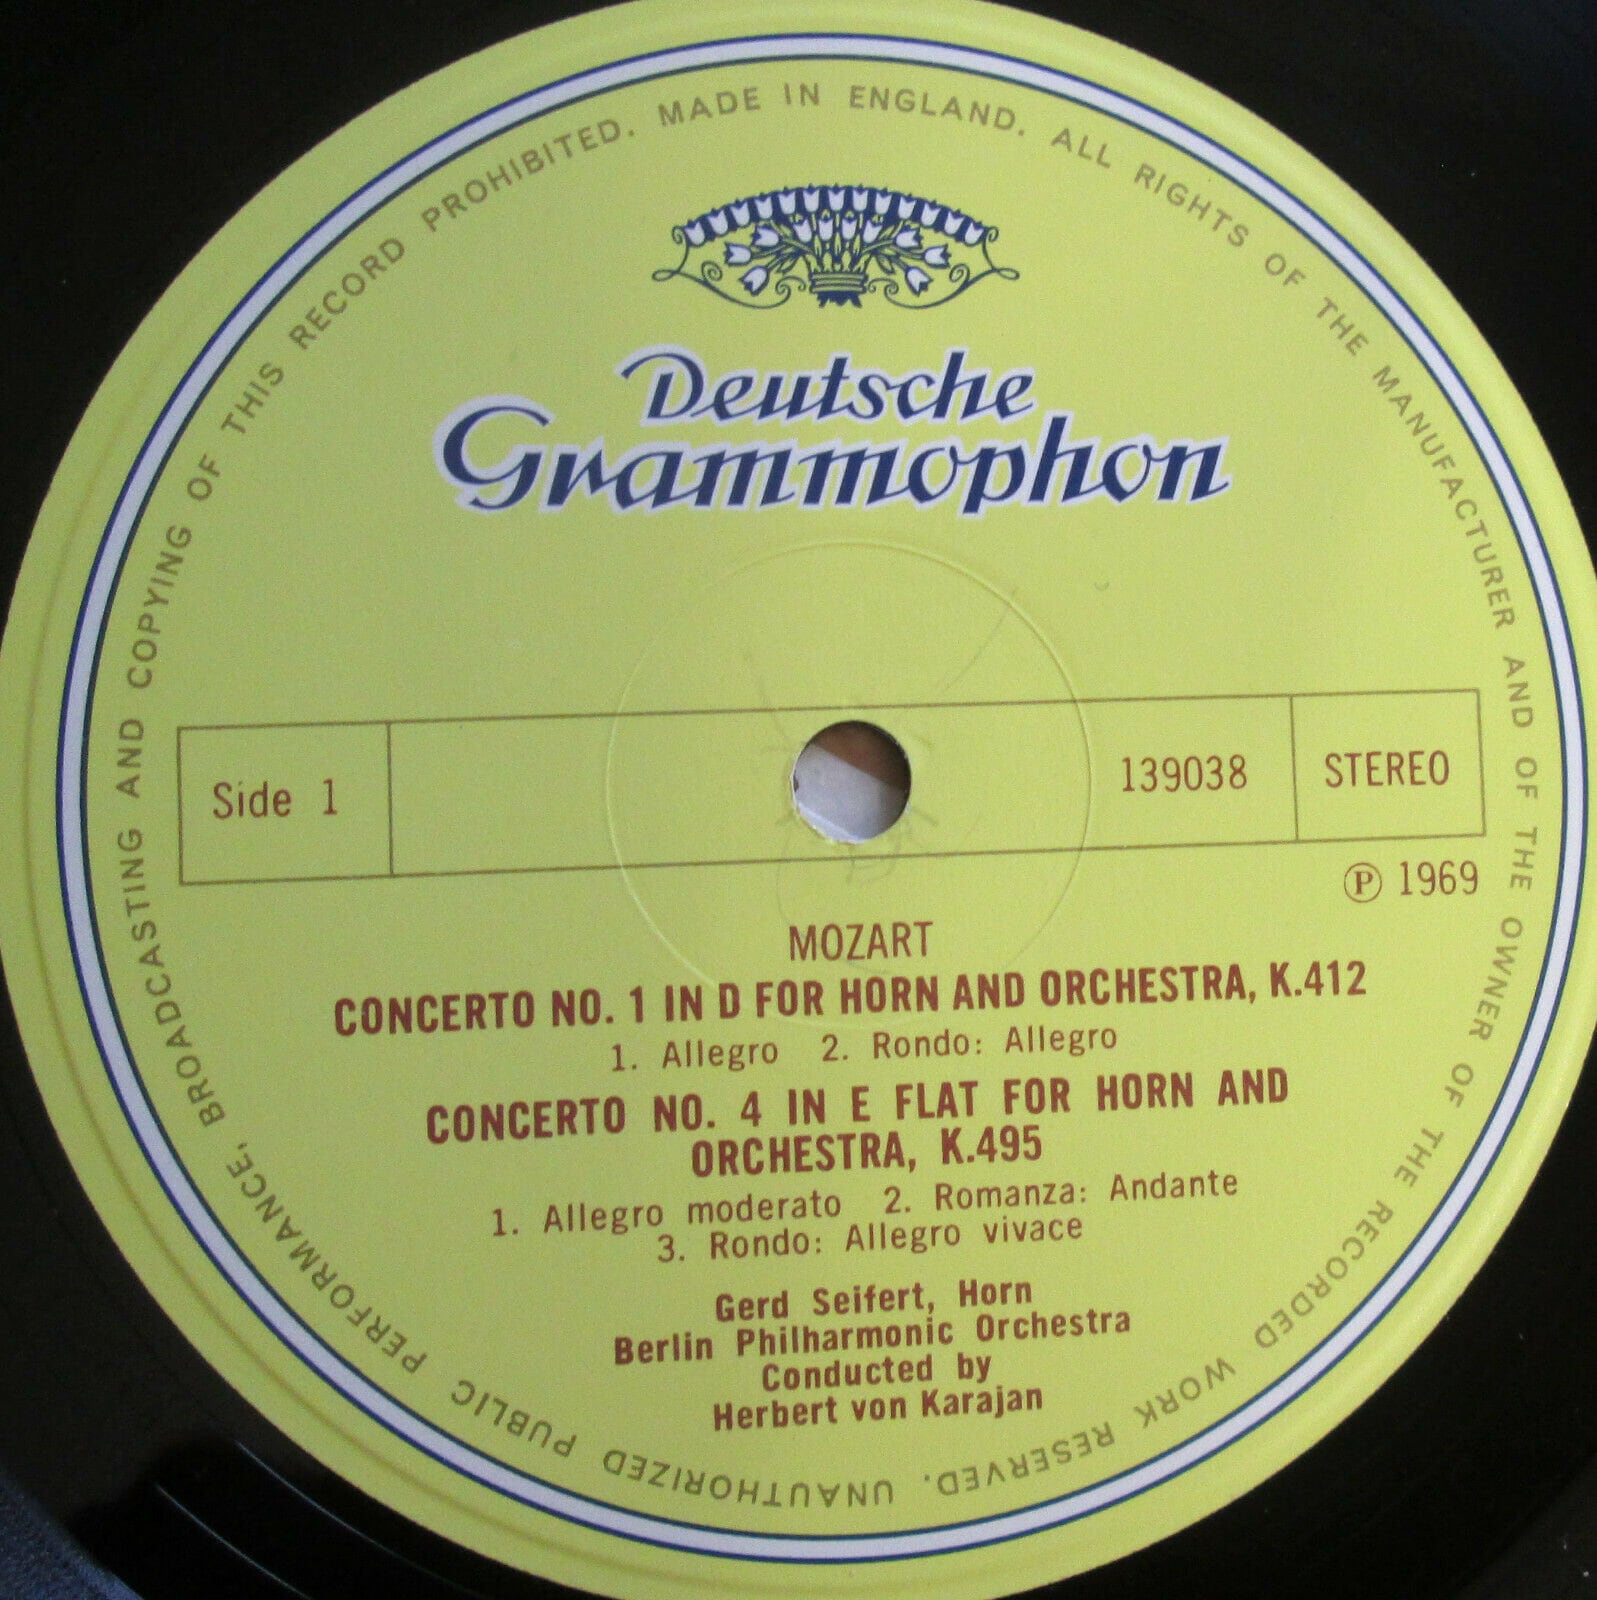 MADE IN ENGLAND. ALL RIGHTS OF THE MANUFACTURER AND OF THE OWNER OF THE RECORDED WORK RESERVED. UNAUTHORIZED PUBLIC PERFORMANCE, BROADCASTING AND COPYING OF THIS RECORD PROHIBITED.
Deutsche
Grammophon
Side 1
139038
STEREO
℗ 1969
MOZART
CONCERTO NO. 1 IN D FOR HORN AND ORCHESTRA, K.412
1. Allegro 2. Rondo: Allegro
CONCERTO NO. 4 IN E FLAT FOR HORN AND
ORCHESTRA, K.495
1. Allegro moderato 2. Romanza: Andante
3. Rondo: Allegro vivace
Gerd Seifert, Horn
Berlin Philharmonic Orchestra
Conducted by
Herbert von Karajan